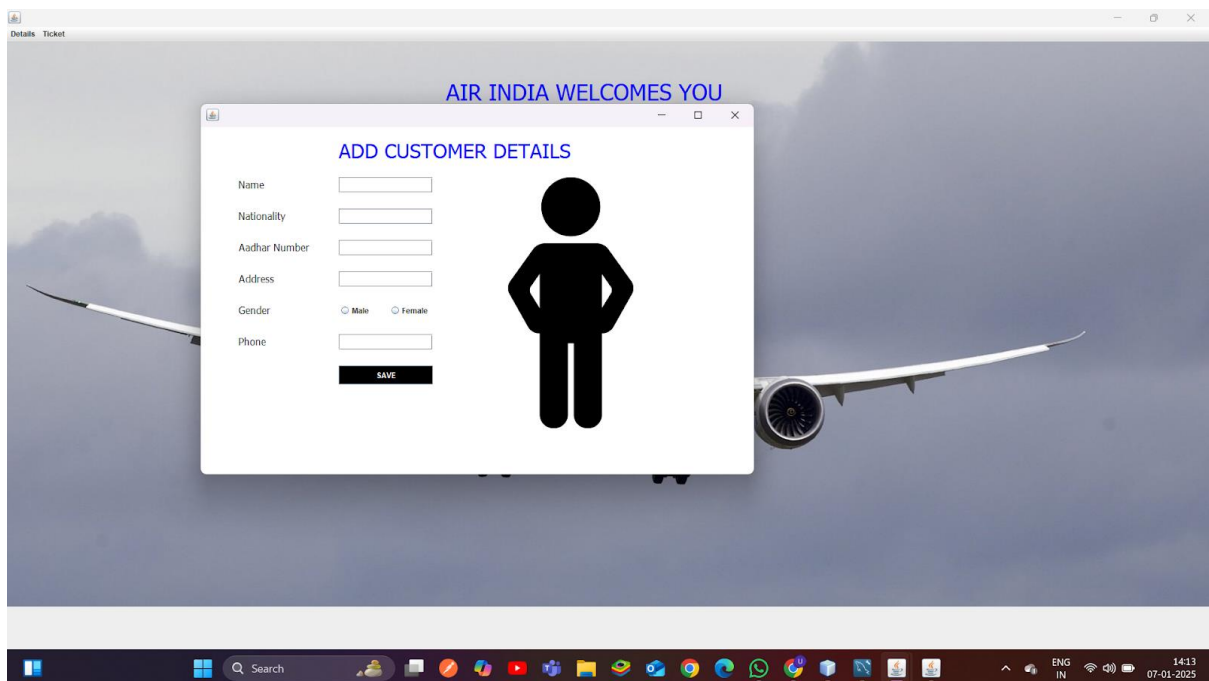 Details Ticket
AIR INDIA WELCOMES YOU
ADD CUSTOMER DETAILS
Name
Nationality
Aadhar Number
Address
Gender Male Female
Phone
SAVE
Search
ENG
IN
14:13
07-01-2025